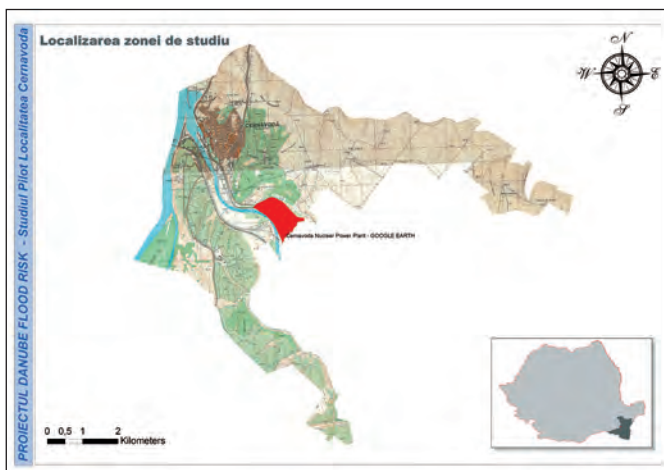 PROIECTUL DANUBE FLOOD RISK - Studiul Pilot Localitatea Cernavoda
Localizarea zonei de studiu
N
W E
S
CERNAVODĂ
Cernavoda Nuclear Power Plant - GOOGLE EARTH
0 0,5 1 2
Kilometers